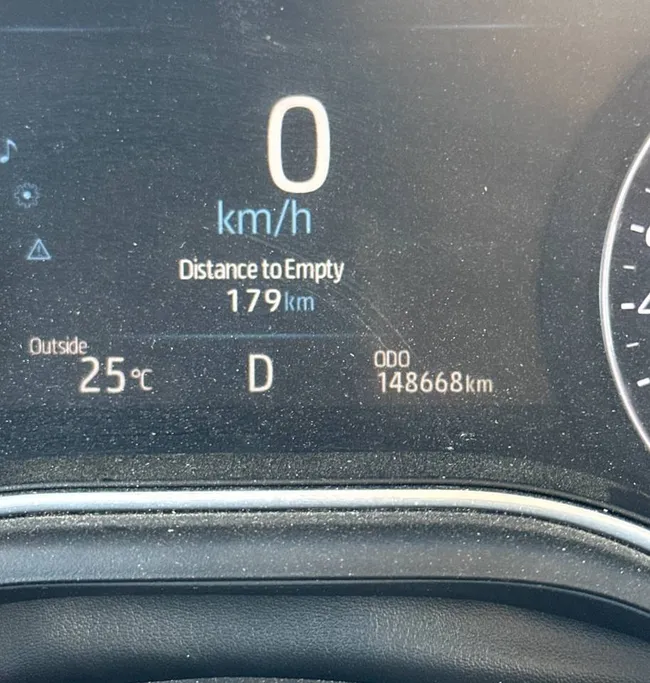 0
km/h
Distance to Empty
179km
Outside
25°C
D
ODO
148668km